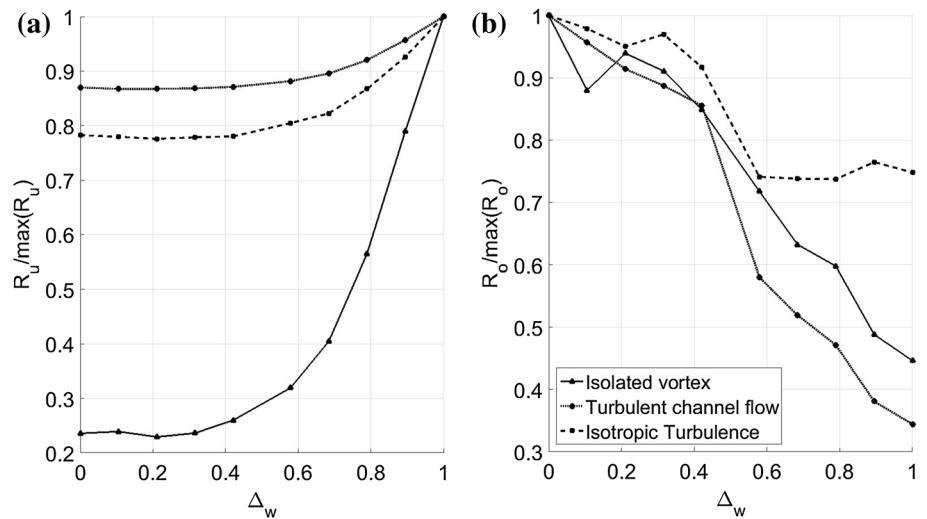 (a)
R_u/max(R_u)
1
0.9
0.8
0.7
0.6
0.5
0.4
0.3
0.2
0 0.2 0.4 0.6 0.8 1
Δ_w
(b)
R_o/max(R_o)
1
0.9
0.8
0.7
0.6
0.5
0.4
0.3
Isolated vortex
Turbulent channel flow
Isotropic Turbulence
0 0.2 0.4 0.6 0.8 1
Δ_w